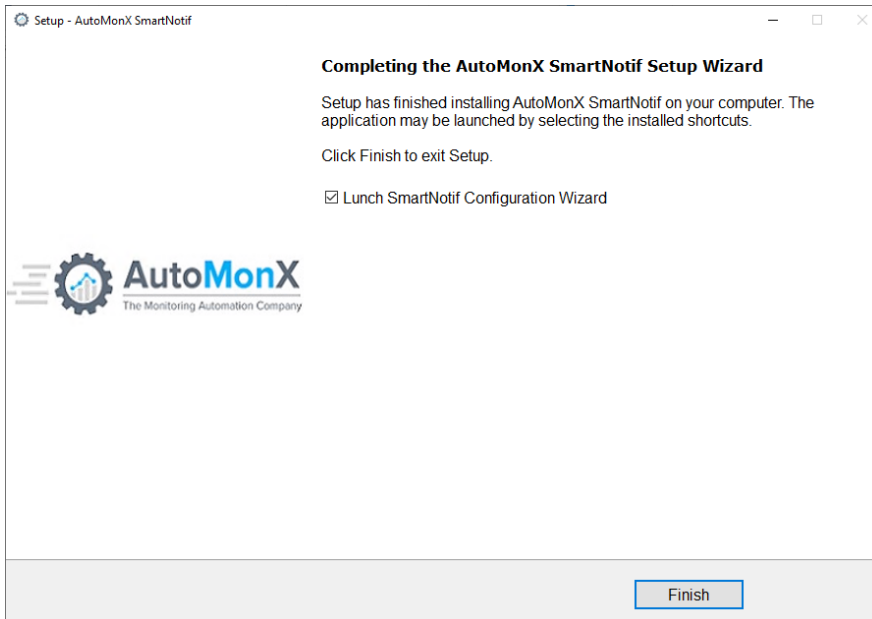 Setup - AutoMonX SmartNotif
Completing the AutoMonX SmartNotif Setup Wizard
Setup has finished installing AutoMonX SmartNotif on your computer. The
application may be launched by selecting the installed shortcuts.
Click Finish to exit Setup.
Lunch SmartNotif Configuration Wizard
AutoMonX
The Monitoring Automation Company
Finish